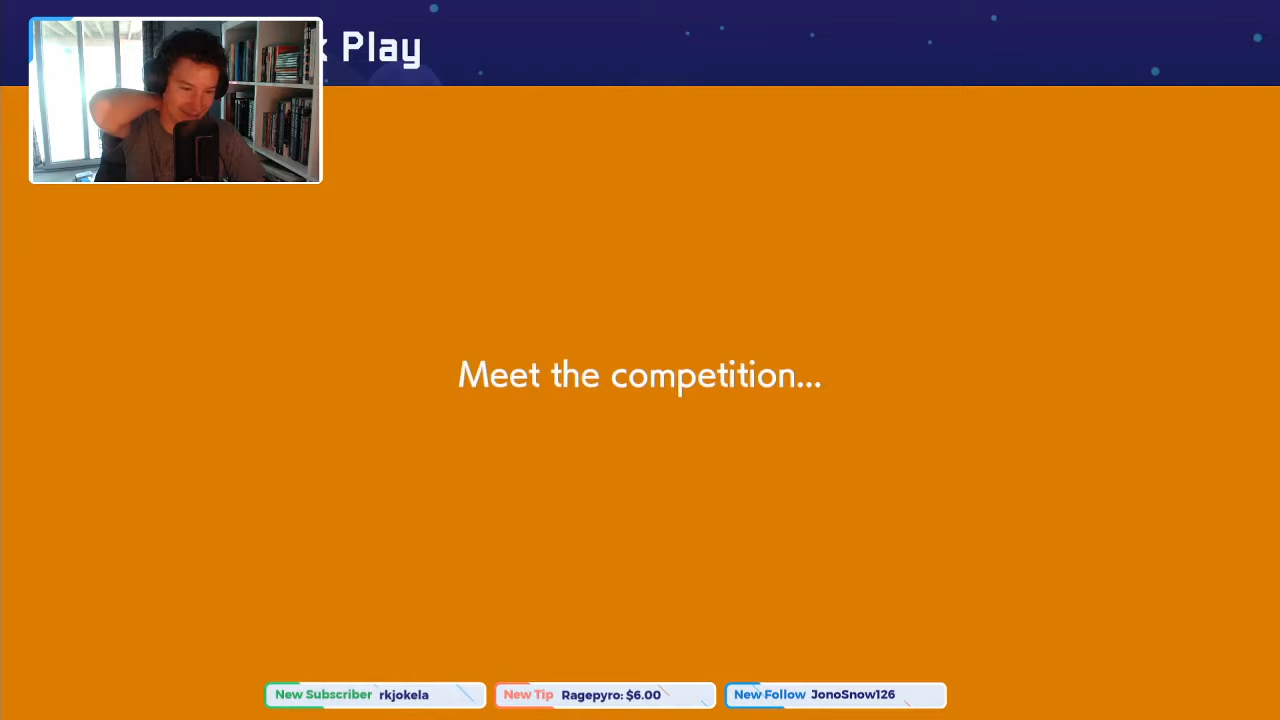 Play
Meet the competition...
New Subscriber rkjokela
New Tip Ragepyro: $6.00
New Follow JonoSnow126